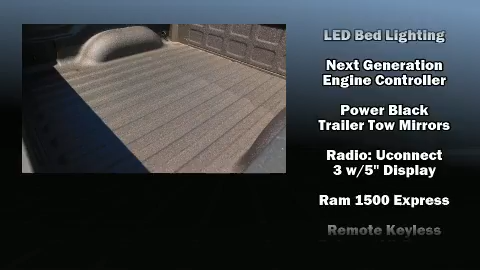 LED Bed Lighting
Next Generation
Engine Controller
Power Black
Trailer Tow Mirrors
Radio: Uconnect
3 w/5" Display
Ram 1500 Express
Remote Keyless